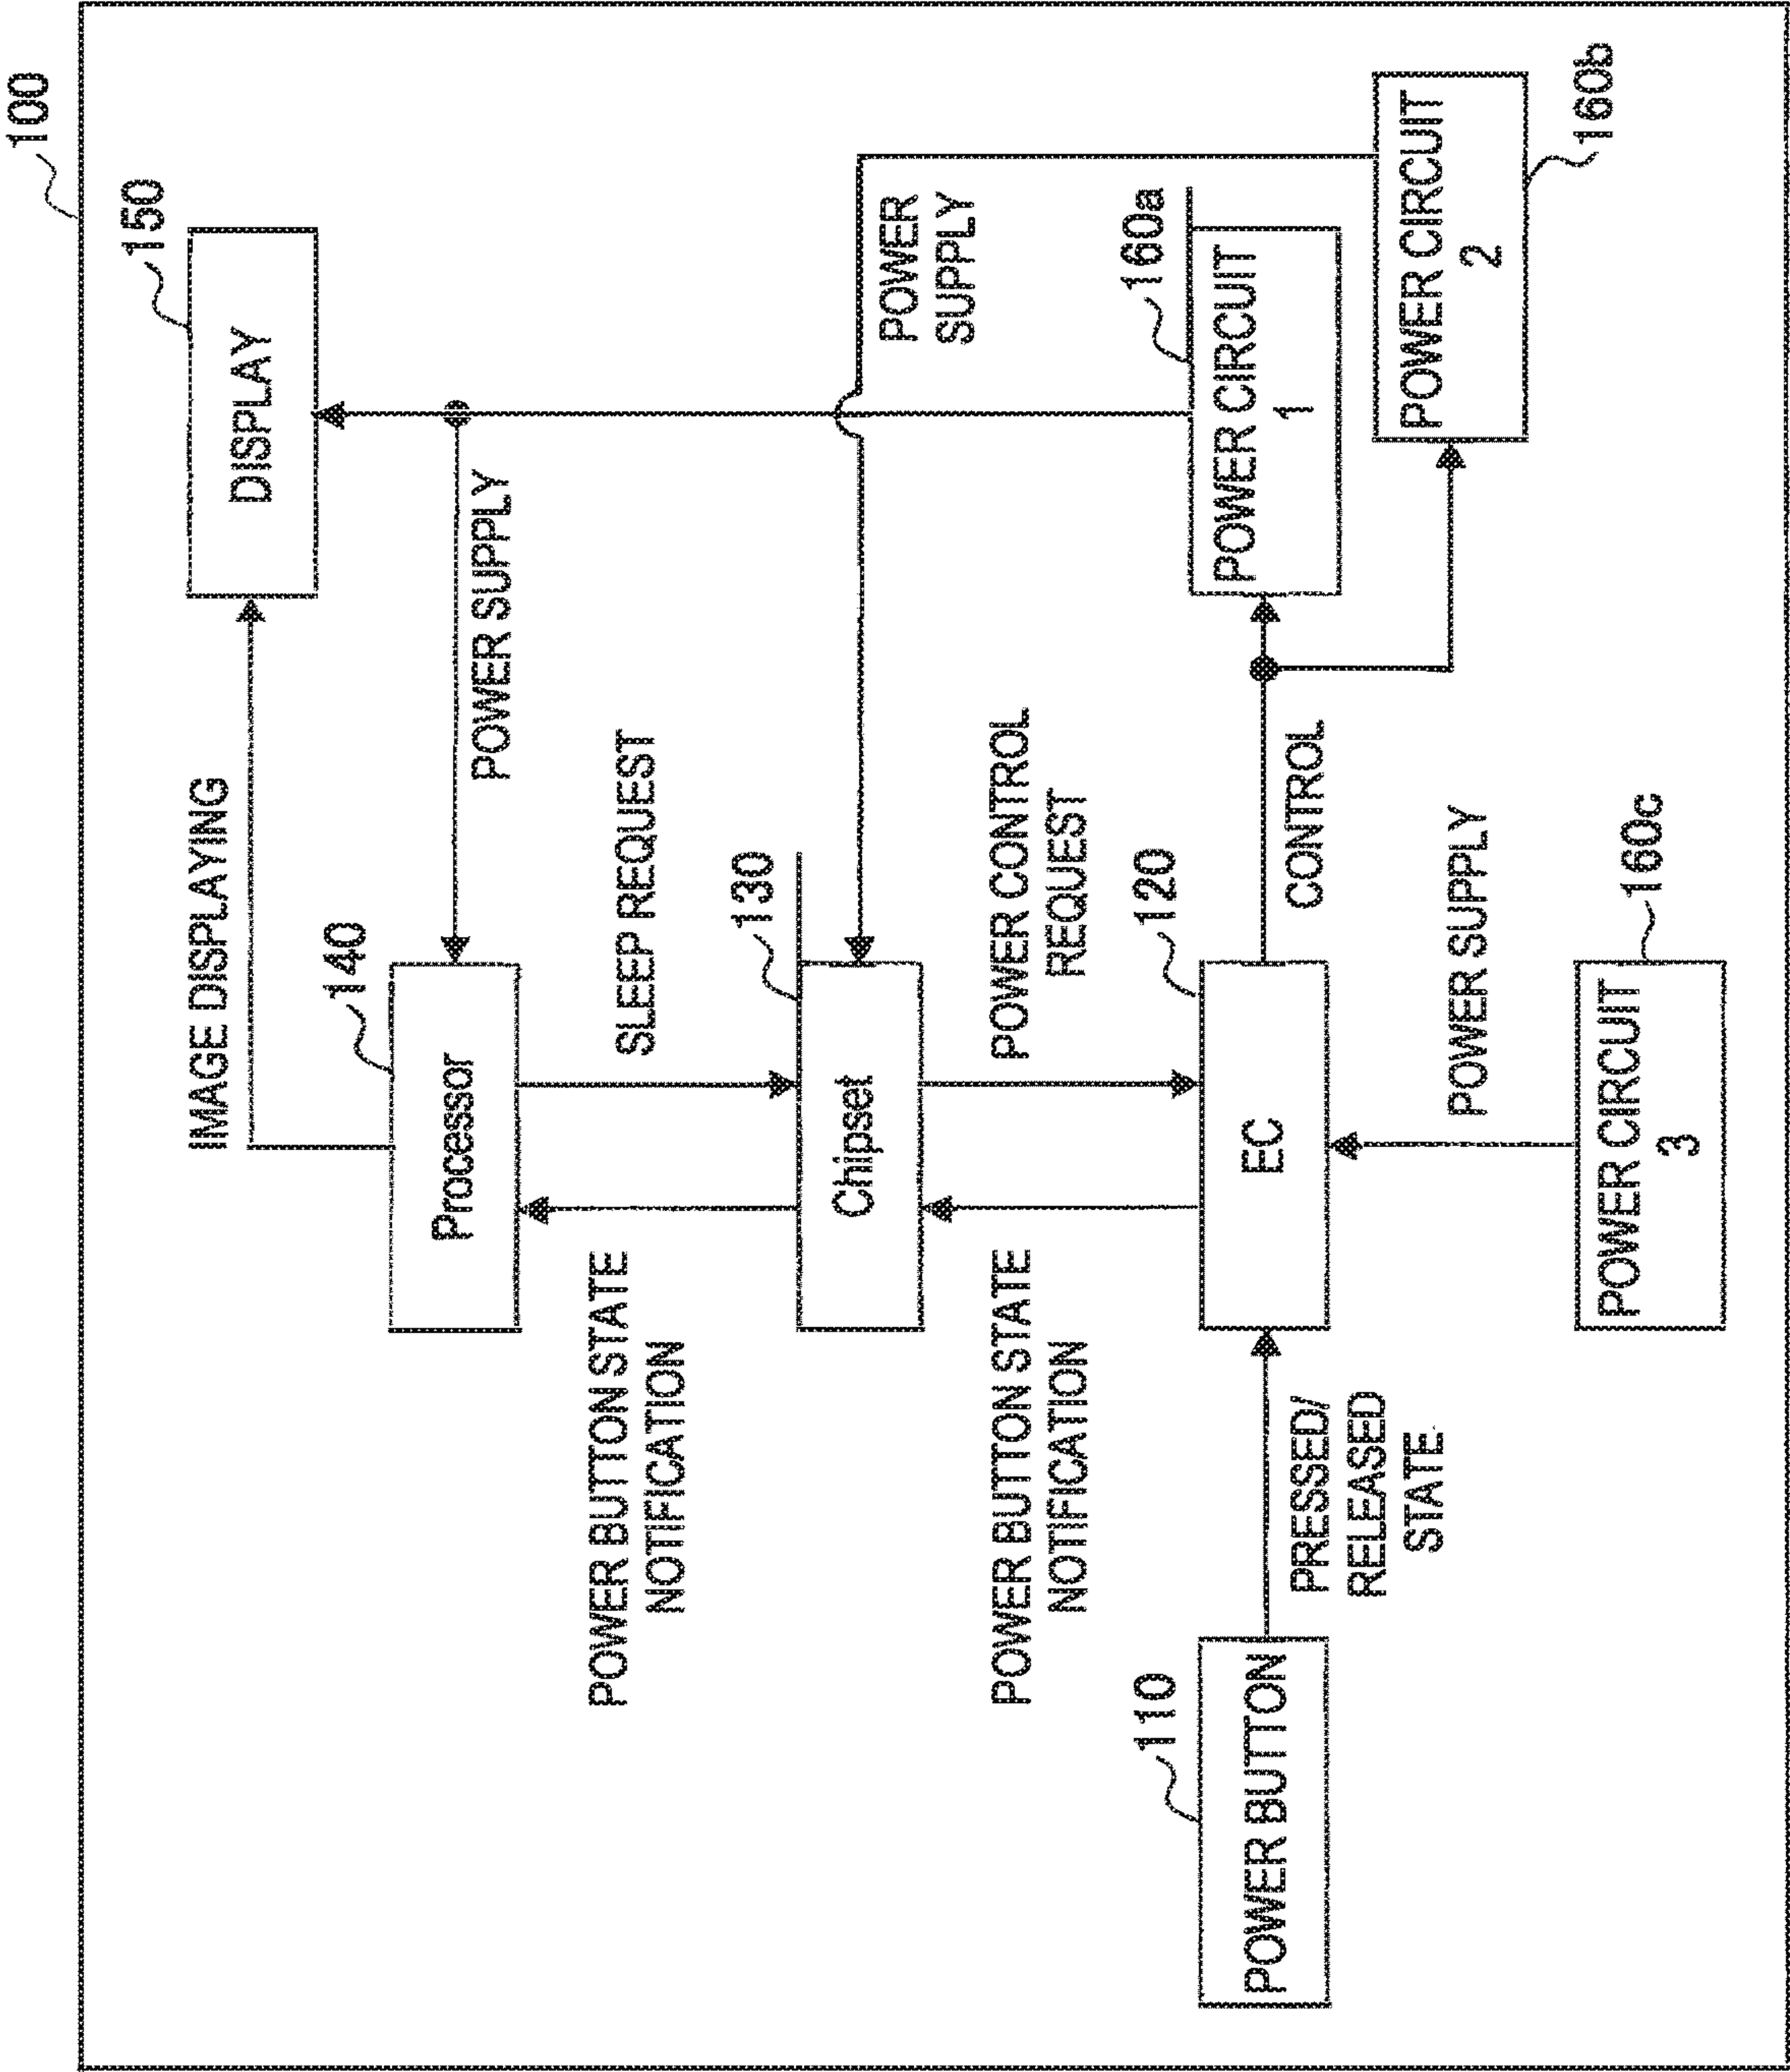 100
150
DISPLAY
IMAGE DISPLAYING
POWER SUPPLY
140
Processor
SLEEP REQUEST
POWER BUTTON STATE
NOTIFICATION
130
Chipset
POWER
SUPPLY
POWER CONTROL
REQUEST
POWER BUTTON STATE
NOTIFICATION
160a
POWER CIRCUIT
1
120
EC
CONTROL
110
POWER BUTTON
PRESSED/
RELEASED
STATE
POWER CIRCUIT
2
160b
POWER SUPPLY
160c
POWER CIRCUIT
3